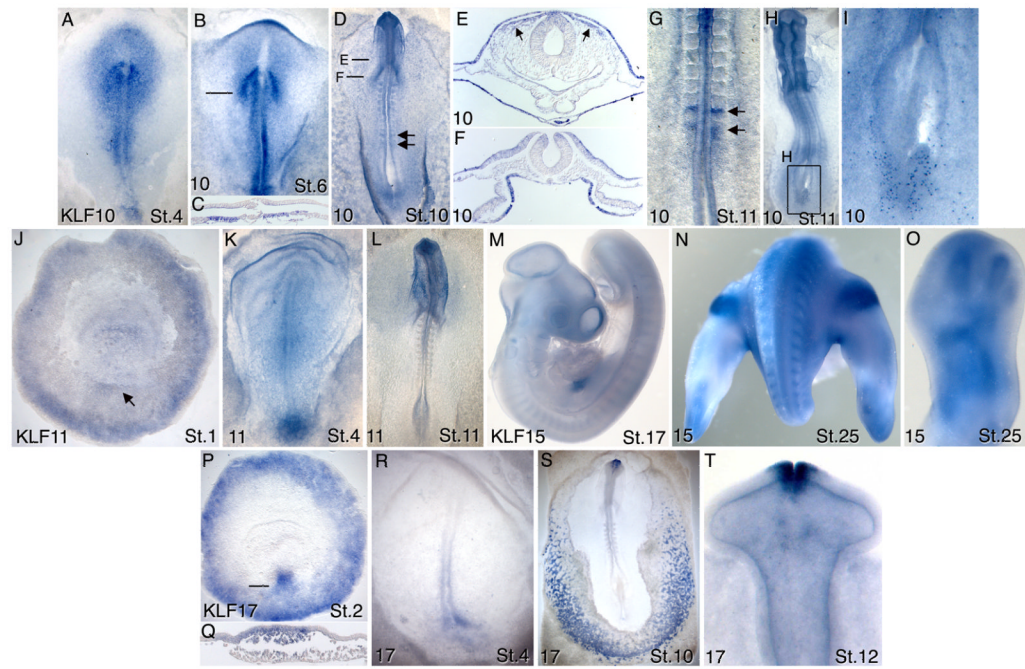 A
KLF10 St.4
B
10 St.6
C
D
E
F
10 St.10
E
10
F
10
G
10 St.11
H
H
10 St.11
I
10
J
KLF11 St.1
K
11 St.4
L
11 St.11
M
KLF15 St.17
N
15 St.25
O
15 St.25
P
KLF17 St.2
Q
R
17 St.4
S
17 St.10
T
17 St.12